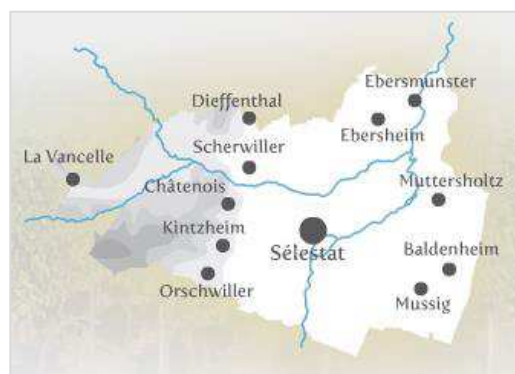 Ebersmunster
Dieffenthal
Ebersheim
Scherwiller
La Vancelle
Châtenois
Muttersholtz
Kintzheim
Sélestat
Baldenheim
Orschwiller
Mussig